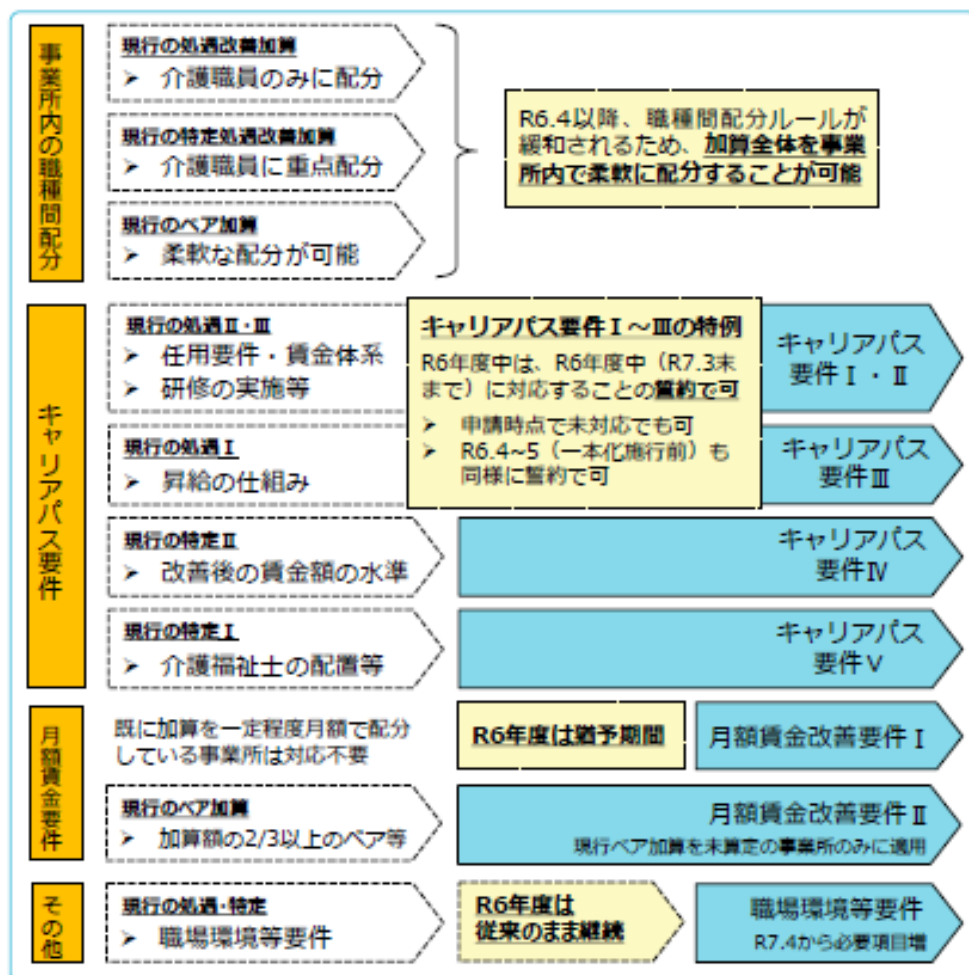 事業所内の職種間配分
現行の処遇改善加算
➤ 介護職員のみに配分
現行の特定処遇改善加算
➤ 介護職員に重点配分
現行のベア加算
➤ 柔軟な配分が可能
R6.4以降、職種間配分ルールが
緩和されるため、加算全体を事業
所内で柔軟に配分することが可能
キャリアパス要件
現行の処遇Ⅱ・Ⅲ
➤ 任用要件・賃金体系
➤ 研修の実施等
キャリアパス要件Ⅰ~Ⅲの特例
R6年度中は、R6年度中（R7.3末
まで）に対応することの誓約で可
➤ 申請時点で未対応でも可
➤ R6.4~5（一本化施行前）も
同様に誓約で可
キャリアパス
要件Ⅰ・Ⅱ
現行の処遇Ⅰ
➤ 昇給の仕組み
キャリアパス
要件Ⅲ
現行の特定Ⅱ
➤ 改善後の賃金額の水準
キャリアパス
要件Ⅳ
現行の特定Ⅰ
➤ 介護福祉士の配置等
キャリアパス
要件Ⅴ
月額賃金要件
既に加算を一定程度月額で配分
している事業所は対応不要
R6年度は猶予期間
月額賃金改善要件Ⅰ
現行のベア加算
➤ 加算額の2/3以上のベア等
月額賃金改善要件Ⅱ
現行ベア加算を未算定の事業所のみに適用
その他
現行の処遇・特定
➤ 職場環境等要件
R6年度は
従来のまま継続
職場環境等要件
R7.4から必要項目増